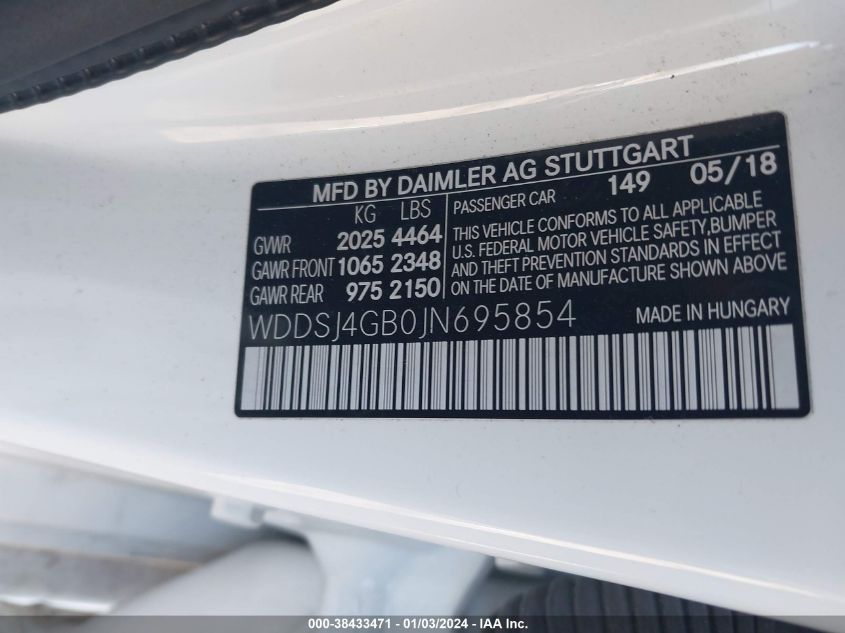 MFD BY DAIMLER AG STUTTGART
KG LBS
GVWR 2025 4464
GAWR FRONT 1065 2348
GAWR REAR 975 2150
PASSENGER CAR 149 05/18
THIS VEHICLE CONFORMS TO ALL APPLICABLE
U.S. FEDERAL MOTOR VEHICLE SAFETY, BUMPER
AND THEFT PREVENTION STANDARDS IN EFFECT
ON THE DATE OF MANUFACTURE SHOWN ABOVE
WDDSJ4GB0JN695854 MADE IN HUNGARY
000-38433471 - 01/03/2024 - IAA Inc.